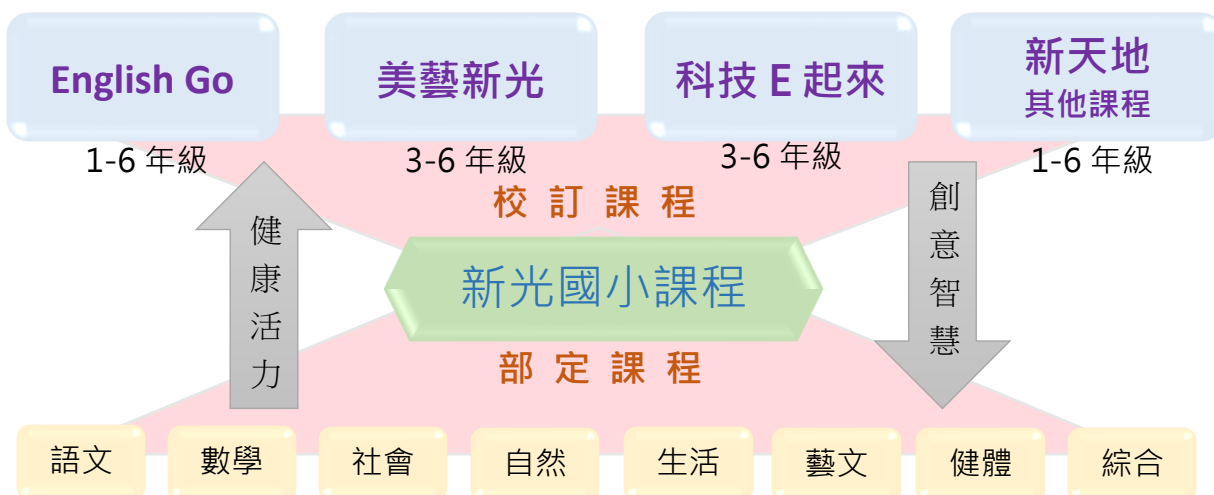 English Go
美藝新光
科技 E 起來
新天地
其他課程
1-6 年級
3-6 年級
3-6 年級
1-6 年級
校訂課程
健康活力
創意智慧
新光國小課程
部定課程
語文
數學
社會
自然
生活
藝文
健體
綜合